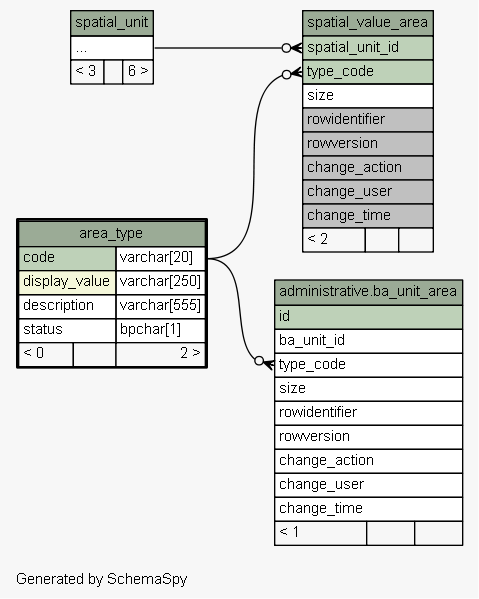 spatial_unit
...
< 3 6 >
spatial_value_area
spatial_unit_id
type_code
size
rowidentifier
rowversion
change_action
change_user
change_time
< 2
area_type
code varchar[20]
display_value varchar[250]
description varchar[555]
status bpchar[1]
< 0 2 >
administrative.ba_unit_area
id
ba_unit_id
type_code
size
rowidentifier
rowversion
change_action
change_user
change_time
< 1
Generated by SchemaSpy